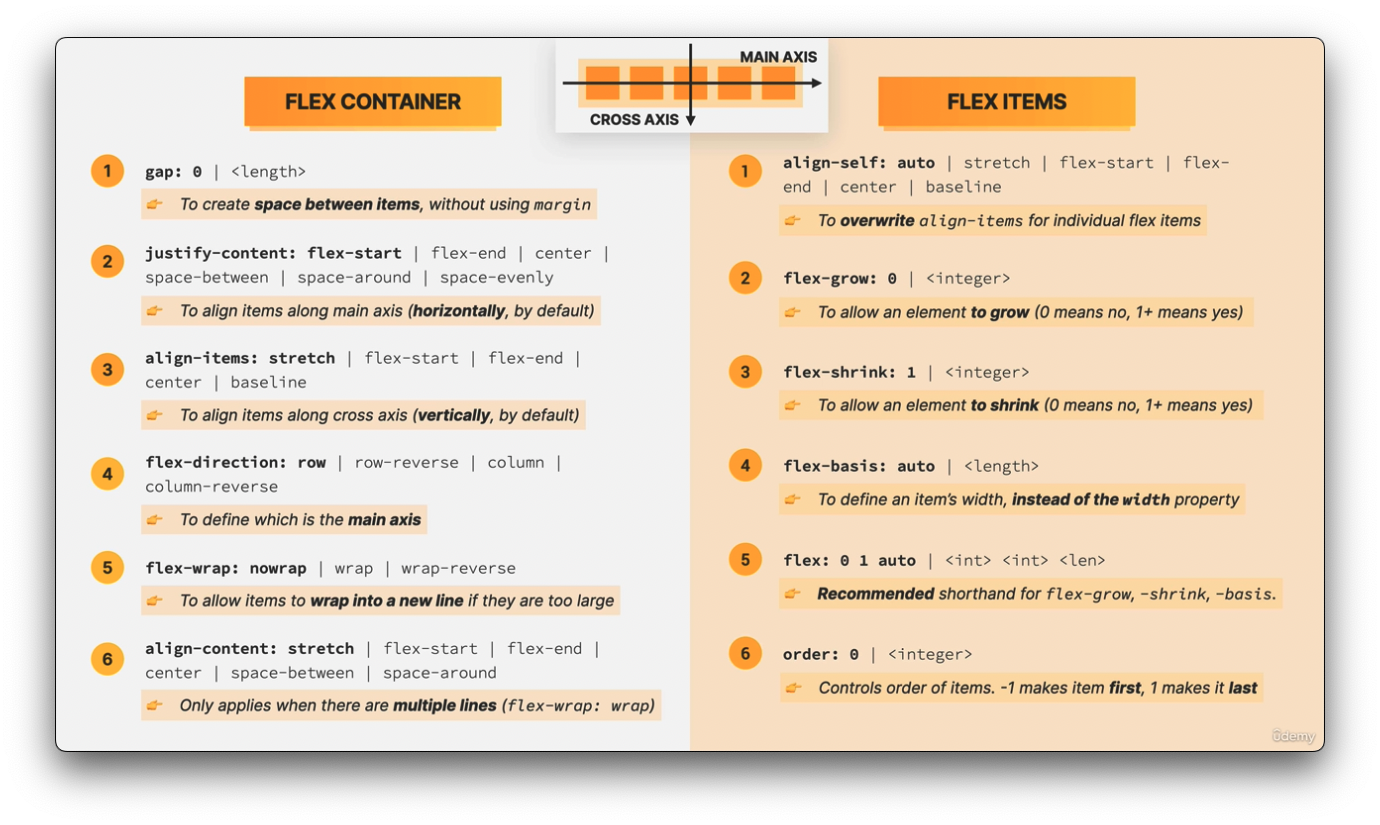 MAIN AXIS
CROSS AXIS
FLEX CONTAINER
1
gap: 0 | <length>
To create space between items, without using margin
2
justify-content: flex-start | flex-end | center |
space-between | space-around | space-evenly
To align items along main axis (horizontally, by default)
3
align-items: stretch | flex-start | flex-end |
center | baseline
To align items along cross axis (vertically, by default)
4
flex-direction: row | row-reverse | column |
column-reverse
To define which is the main axis
5
flex-wrap: nowrap | wrap | wrap-reverse
To allow items to wrap into a new line if they are too large
6
align-content: stretch | flex-start | flex-end |
center | space-between | space-around
Only applies when there are multiple lines (flex-wrap: wrap)
FLEX ITEMS
1
align-self: auto | stretch | flex-start | flex-
end | center | baseline
To overwrite align-items for individual flex items
2
flex-grow: 0 | <integer>
To allow an element to grow (0 means no, 1+ means yes)
3
flex-shrink: 1 | <integer>
To allow an element to shrink (0 means no, 1+ means yes)
4
flex-basis: auto | <length>
To define an item’s width, instead of the width property
5
flex: 0 1 auto | <int> <int> <len>
Recommended shorthand for flex-grow, -shrink, -basis.
6
order: 0 | <integer>
Controls order of items. -1 makes item first, 1 makes it last
ûdemy